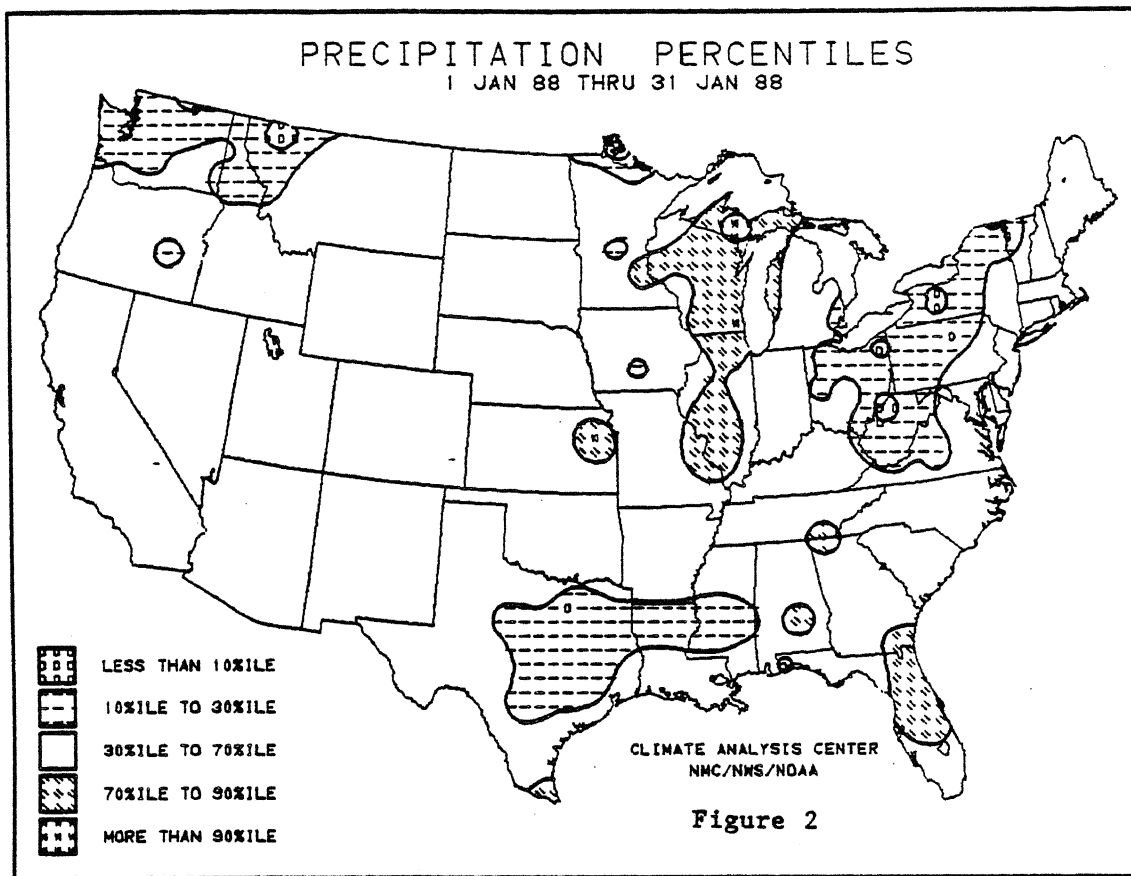 PRECIPITATION PERCENTILES
1 JAN 88 THRU 31 JAN 88
LESS THAN 10%ILE
10%ILE TO 30%ILE
30%ILE TO 70%ILE
70%ILE TO 90%ILE
MORE THAN 90%ILE
CLIMATE ANALYSIS CENTER
NMC/NWS/NOAA
Figure 2